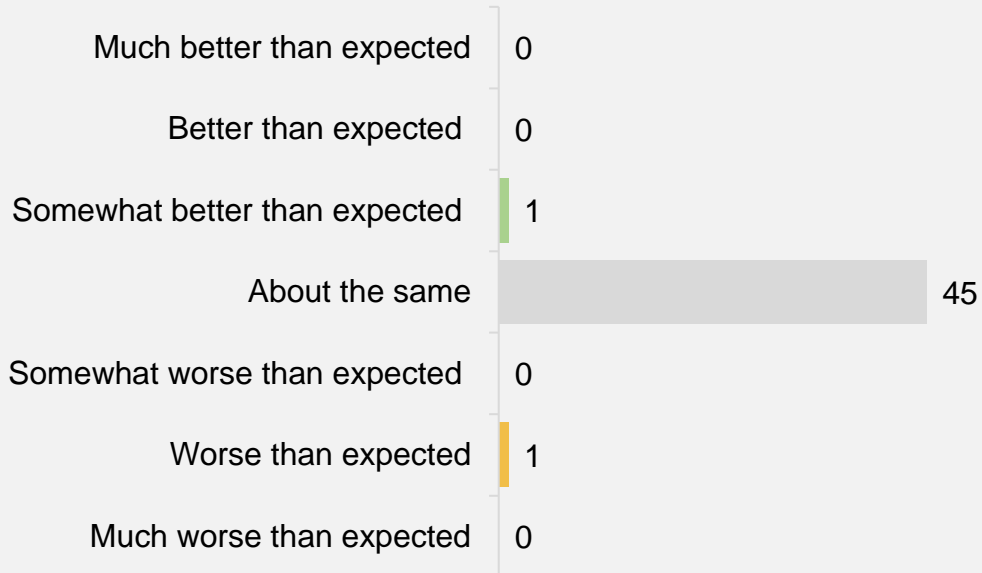 Much better than expected 0
Better than expected 0
Somewhat better than expected 1
About the same 45
Somewhat worse than expected 0
Worse than expected 1
Much worse than expected 0